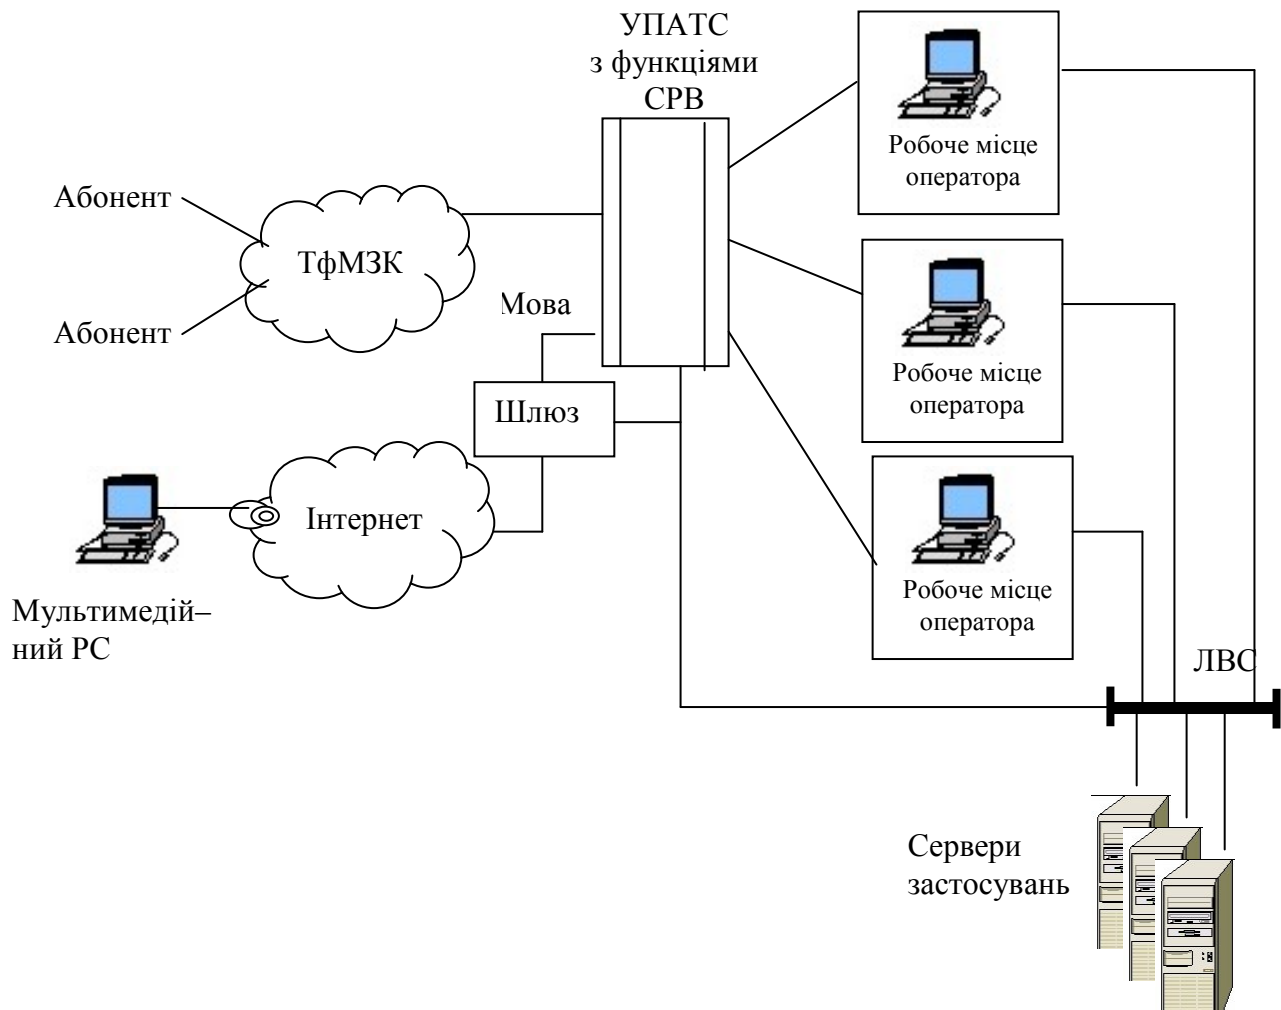 УПАТС
з функціями
СРВ
Робоче місце
оператора
Абонент
ТфМЗК
Абонент
Мова
Робоче місце
оператора
Шлюз
Інтернет
Мультимедій–
ний РС
Робоче місце
оператора
ЛВС
Сервери
застосувань